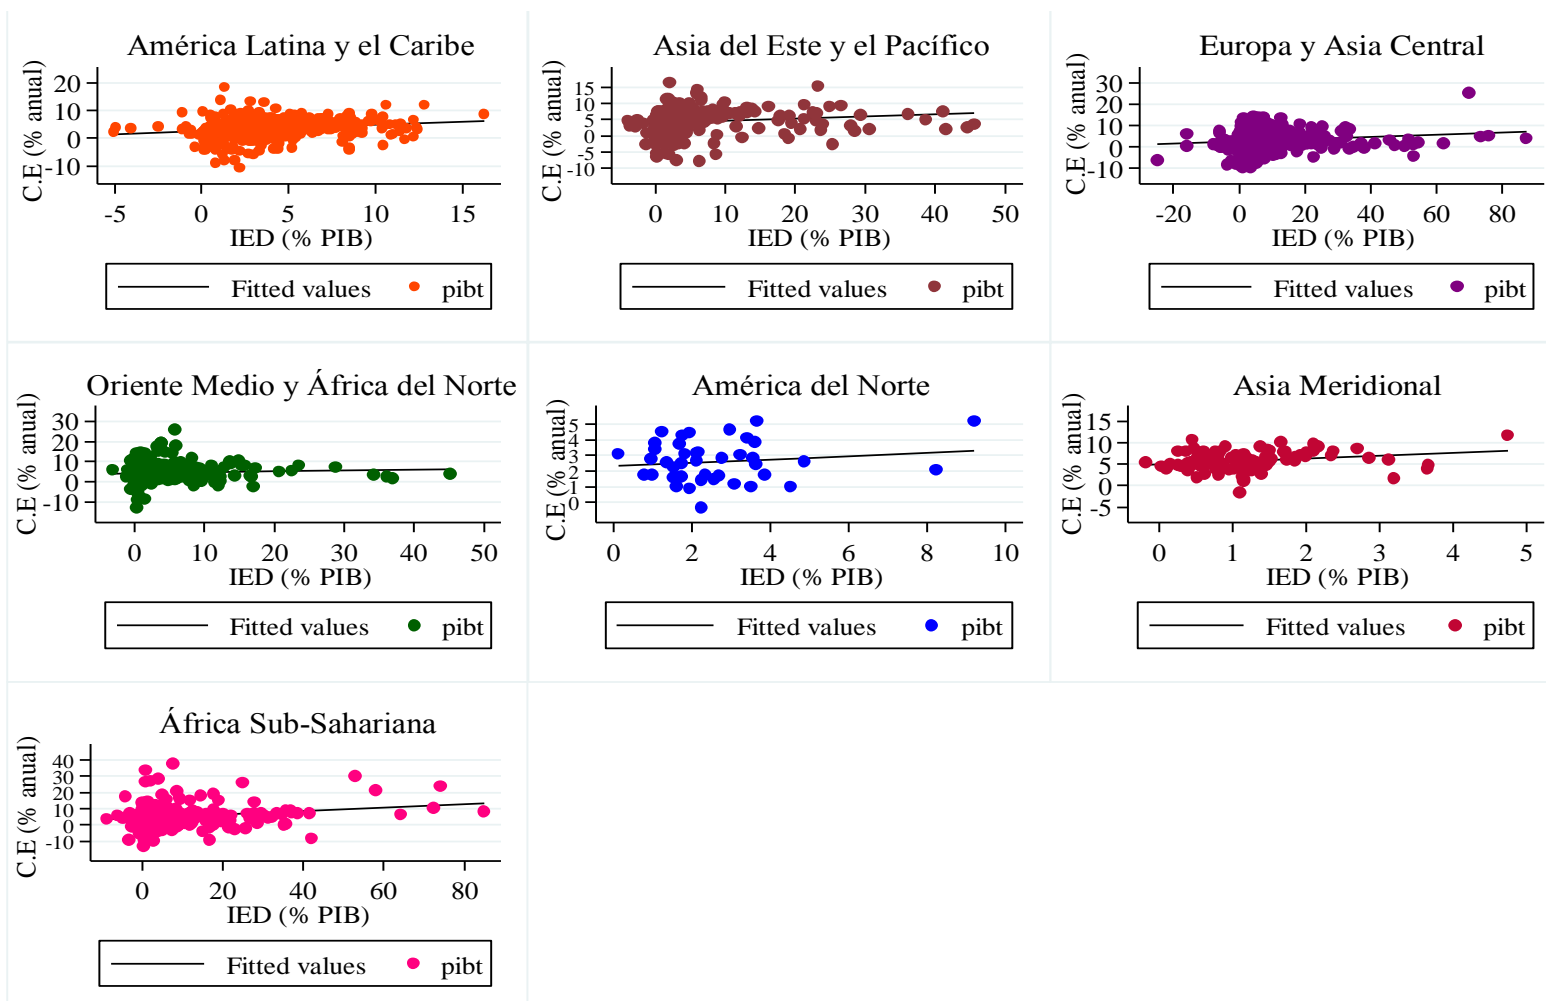 América Latina y el Caribe
C.E (% anual)
20
10
0
-10
-5
0
5
10
15
IED (% PIB)
Fitted values
pibt
Asia del Este y el Pacífico
C.E (% anual)
15
10
5
0
-5
-10
0
10
20
30
40
50
IED (% PIB)
Fitted values
pibt
Europa y Asia Central
C.E (% anual)
30
20
10
0
-10
-20
0
20
40
60
80
IED (% PIB)
Fitted values
pibt
Oriente Medio y África del Norte
C.E (% anual)
30
20
10
0
-10
0
10
20
30
40
50
IED (% PIB)
Fitted values
pibt
América del Norte
C.E (% anual)
5
4
3
2
1
0
0
2
4
6
8
10
IED (% PIB)
Fitted values
pibt
Asia Meridional
C.E (% anual)
15
10
5
0
-5
0
1
2
3
4
5
IED (% PIB)
Fitted values
pibt
África Sub-Sahariana
C.E (% anual)
40
30
20
10
0
-10
0
20
40
60
80
IED (% PIB)
Fitted values
pibt